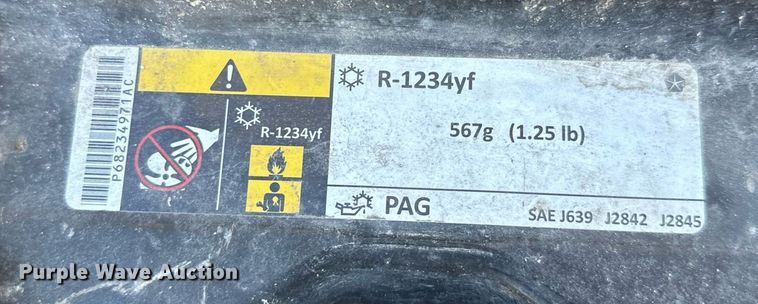 P68234971AC
R-1234yf
R-1234yf
567g (1.25 lb)
PAG
SAE J639 J2842 J2845
Purple Wave Auction